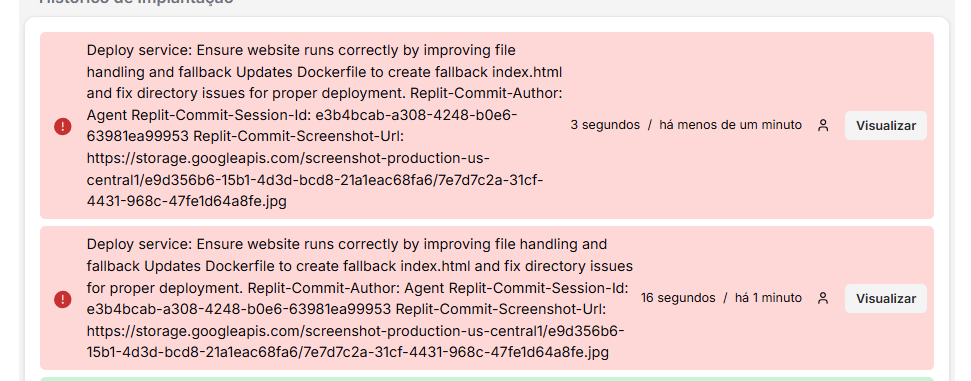 Histórico de Implantação
Deploy service: Ensure website runs correctly by improving file
handling and fallback Updates Dockerfile to create fallback index.html
and fix directory issues for proper deployment. Replit-Commit-Author:
Agent Replit-Commit-Session-Id: e3b4bcab-a308-4248-b0e6-
63981ea99953 Replit-Commit-Screenshot-Url:
https://storage.googleapis.com/screenshot-production-us-
central1/e9d356b6-15b1-4d3d-bcd8-21a1eac68fa6/7e7d7c2a-31cf-
4431-968c-47fe1d64a8fe.jpg
3 segundos / há menos de um minuto
Visualizar
Deploy service: Ensure website runs correctly by improving file handling and
fallback Updates Dockerfile to create fallback index.html and fix directory issues
for proper deployment. Replit-Commit-Author: Agent Replit-Commit-Session-Id:
e3b4bcab-a308-4248-b0e6-63981ea99953 Replit-Commit-Screenshot-Url:
https://storage.googleapis.com/screenshot-production-us-central1/e9d356b6-
15b1-4d3d-bcd8-21a1eac68fa6/7e7d7c2a-31cf-4431-968c-47fe1d64a8fe.jpg
16 segundos / há 1 minuto
Visualizar